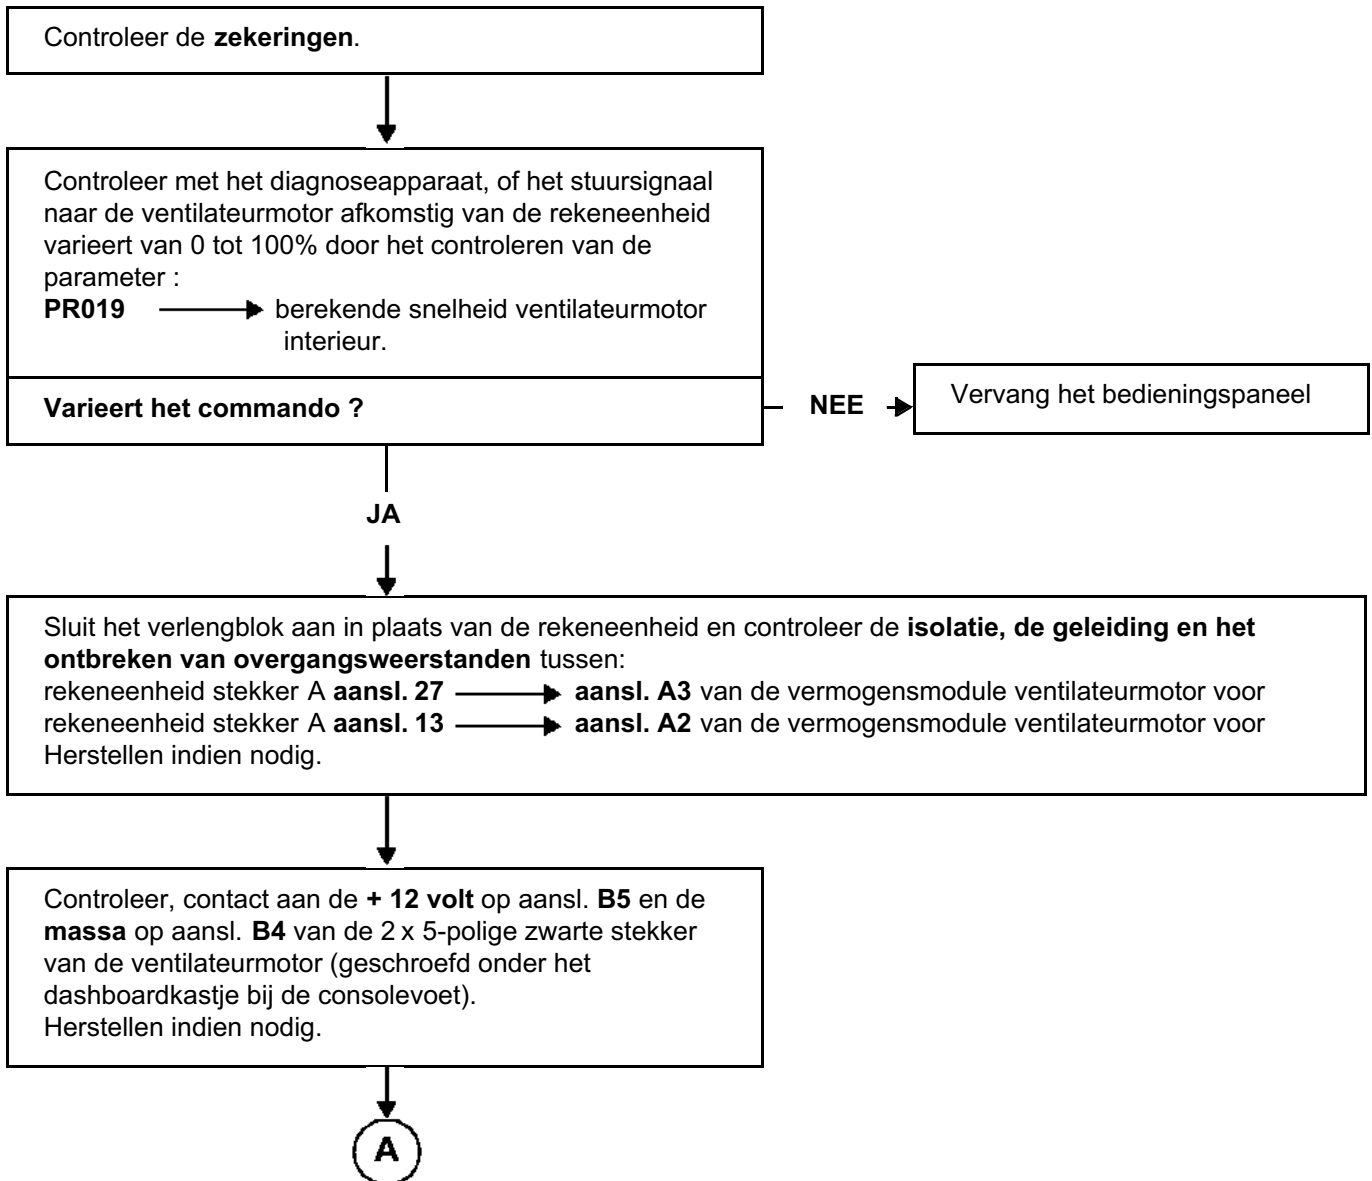 Controleer de zekeringen.
Controleer met het diagnoseapparaat, of het stuursignaal
naar de ventilateurmotor afkomstig van de rekeneenheid
varieert van 0 tot 100% door het controleren van de
parameter :
PR019 berekende snelheid ventilateurmotor
interieur.
Varieert het commando ?
NEE
Vervang het bedieningspaneel
JA
Sluit het verlengblok aan in plaats van de rekeneenheid en controleer de isolatie, de geleiding en het
ontbreken van overgangsweerstanden tussen:
rekeneenheid stekker A aansl. 27 aansl. A3 van de vermogensmodule ventilateurmotor voor
rekeneenheid stekker A aansl. 13 aansl. A2 van de vermogensmodule ventilateurmotor voor
Herstellen indien nodig.
Controleer, contact aan de + 12 volt op aansl. B5 en de
massa op aansl. B4 van de 2 x 5-polige zwarte stekker
van de ventilateurmotor (geschroefd onder het
dashboardkastje bij de consolevoet).
Herstellen indien nodig.
A